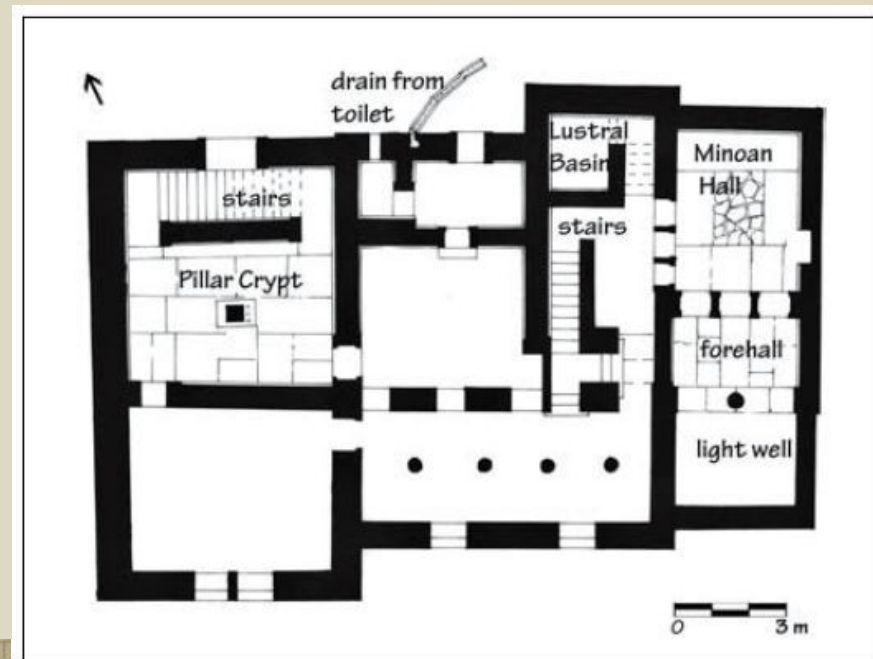 drain from
toilet
Lustral
Basin
Minoan
Hall
stairs
stairs
Pillar Crypt
forehall
light well
0 3 m